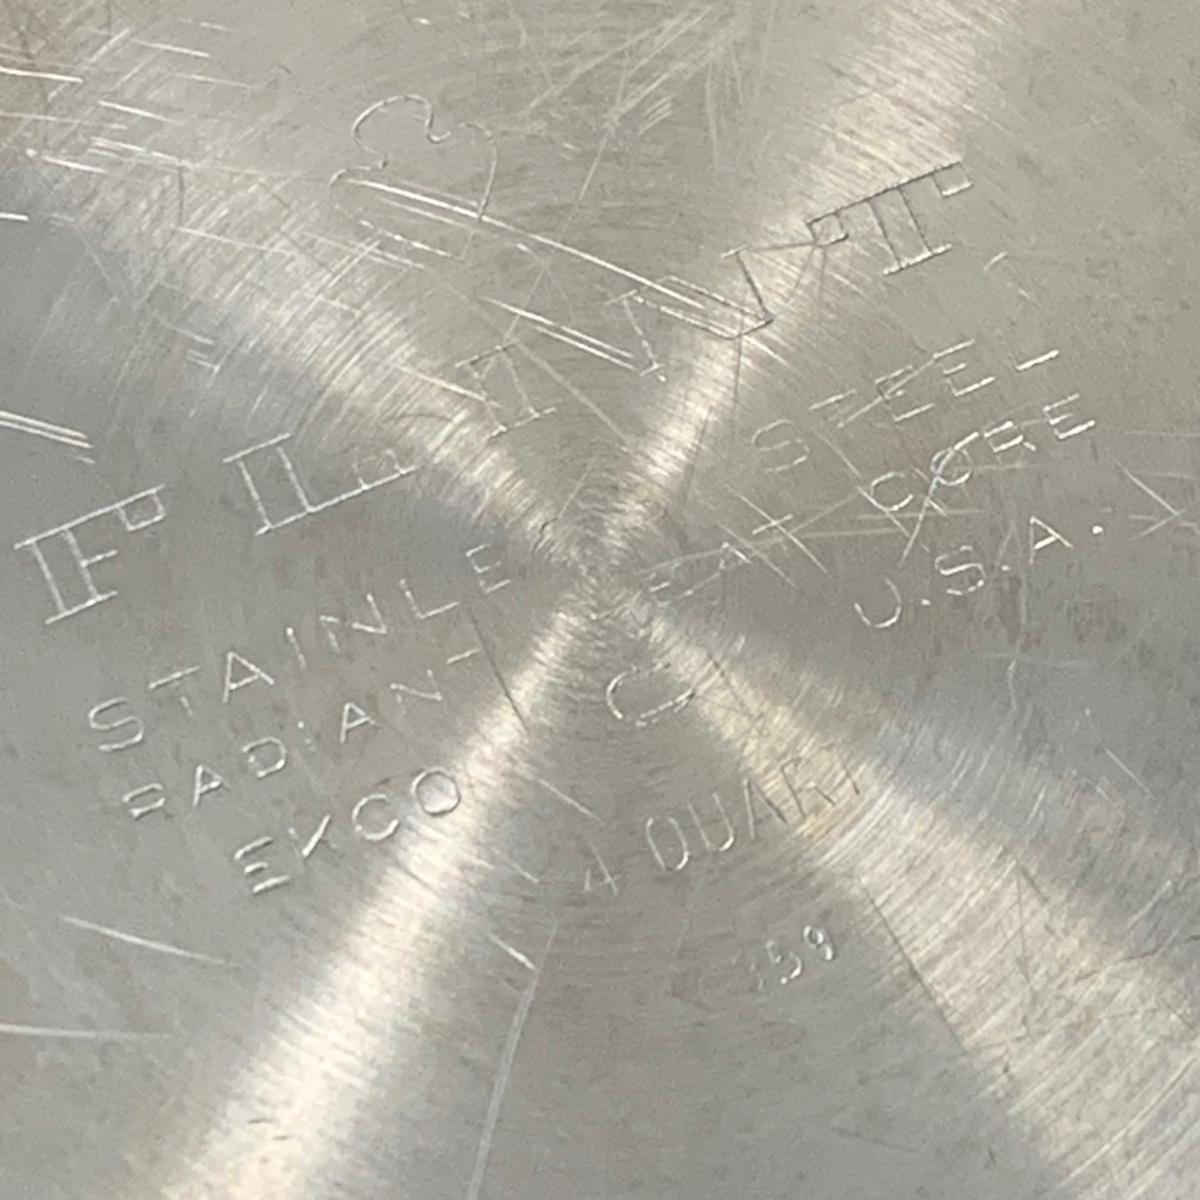 FLINT
STAINLESS STEEL
RADIANT HEAT CORE
EKCO U.S.A.
4 QUART